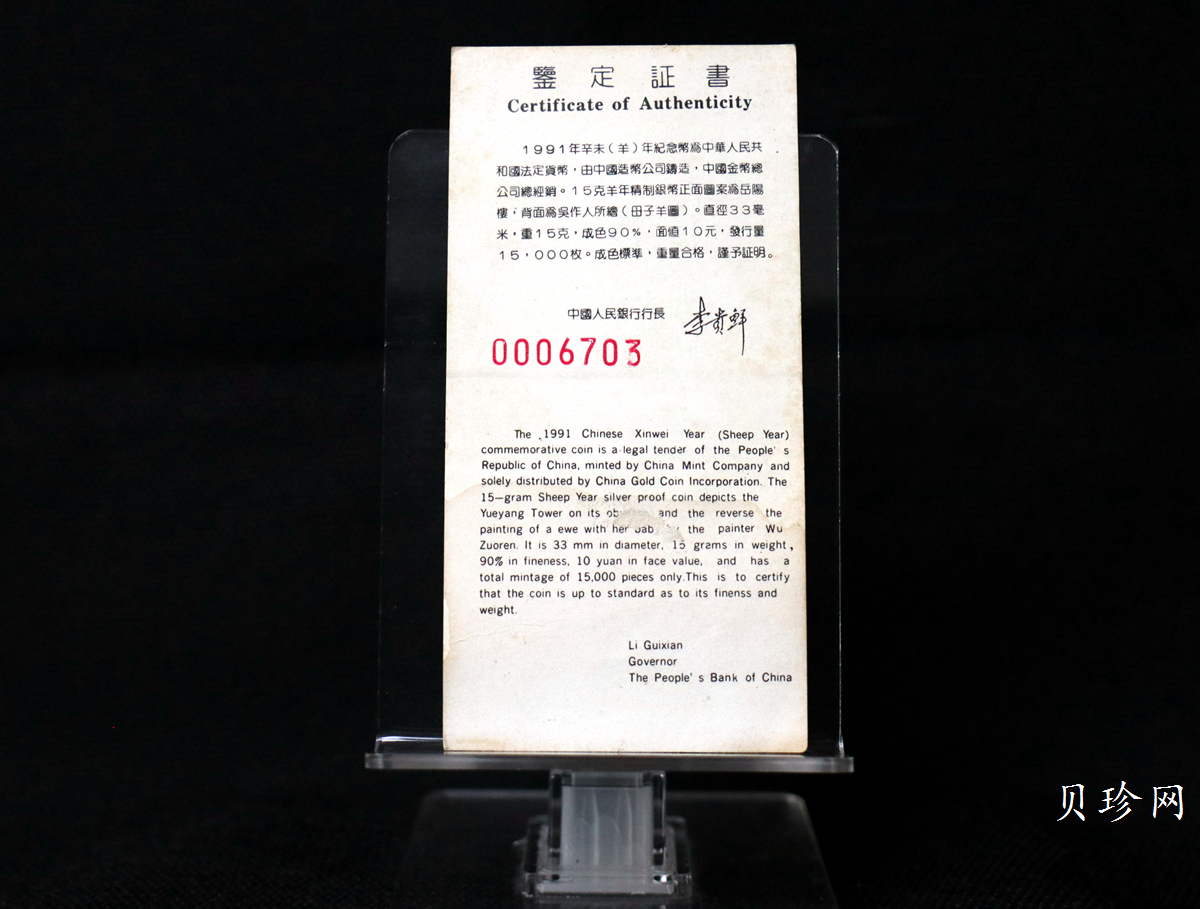 鑒定証書
Certificate of Authenticity
1991年辛未（羊）年紀念幣為中華人民共
和國法定貨幣，由中國造幣公司鑄造，中國金幣總
公司總經銷。15克羊年精制銀幣正面圖案為岳陽
樓，背面為吳作人所繪（母子羊圖）。直徑33毫
米，重15克，成色90%，面值10元，發行量
15，000枚。成色標準，重量合格，謹予証明。
中國人民銀行行長 李貴鲜
0006703
The 1991 Chinese Xinwei Year (Sheep Year)
commemorative coin is a legal tender of the People's
Republic of China, minted by China Mint Company and
solely distributed by China Gold Coin Incorporation. The
15-gram Sheep Year silver proof coin depicts the
Yueyang Tower on its and the reverse the
painting of a ewe with her the painter Wu
Zuoren. It is 33 mm in diameter, 15 grams in weight,
90% in fineness, 10 yuan in face value, and has a
total mintage of 15,000 pieces only.This is to certify
that the coin is up to standard as to its finenss and
weight.
Li Guixian
Governor
The People's Bank of China
贝珍网